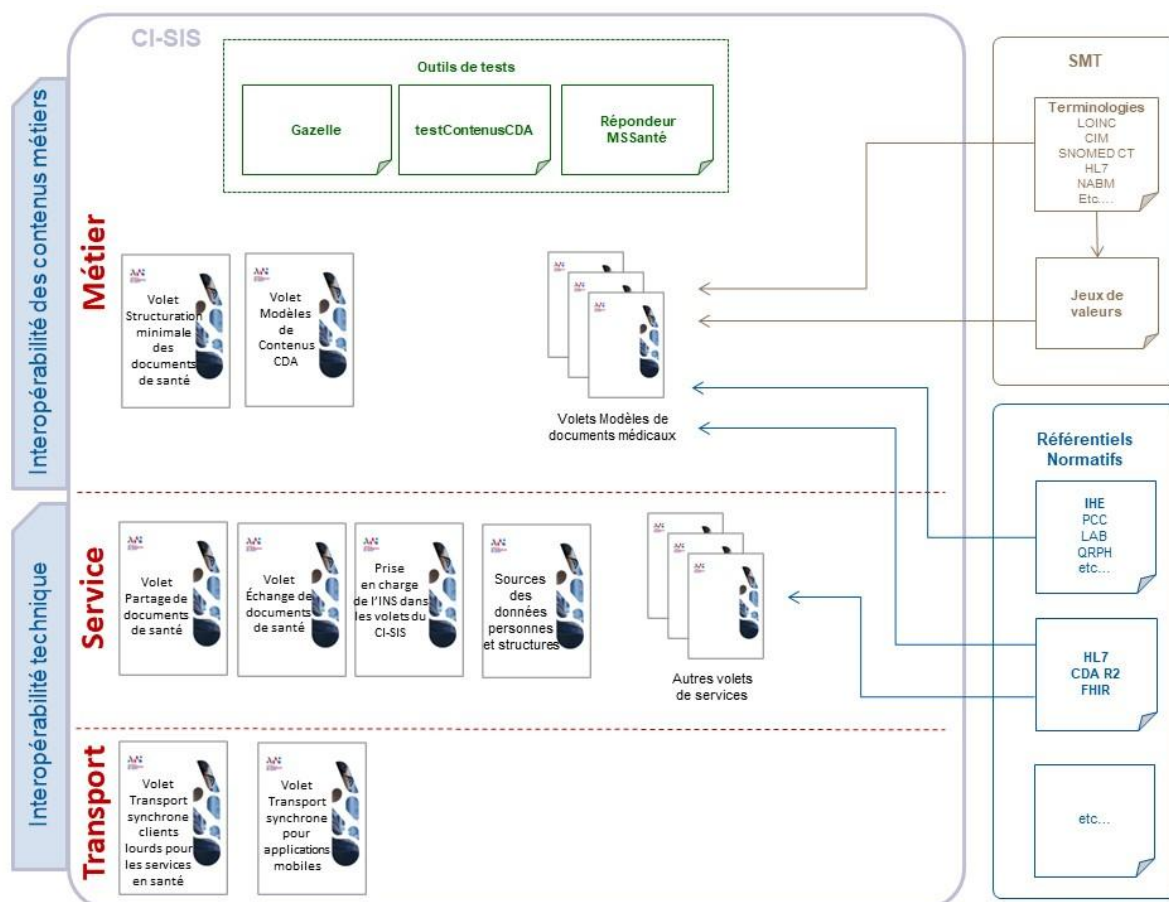 CI-SIS
Interopérabilité des contenus métiers
Métier
Outils de tests
Gazelle
testContenusCDA
Répondeur
MSSanté
Volet
Structuration
minimale
des
documents
de santé
Volet
Modèles
de
Contenus
CDA
Volets Modèles de
documents médicaux
Interopérabilité technique
Service
Volet
Partage de
documents
de santé
Volet
Échange de
documents
de santé
Prise
en charge
de l’INS dans
les volets du
CI-SIS
Sources
des
données
personnes
et structures
Autres volets
de services
Transport
Volet
Transport
synchrone
clients
lourds pour
les services
en santé
Volet
Transport
synchrone
pour
applications
mobiles
SMT
Terminologies
LOINC
CIM
SNOMED CT
HL7
NABM
Etc....
Jeux de
valeurs
Référentiels
Normatifs
IHE
PCC
LAB
QRPH
etc...
HL7
CDA R2
FHIR
etc...